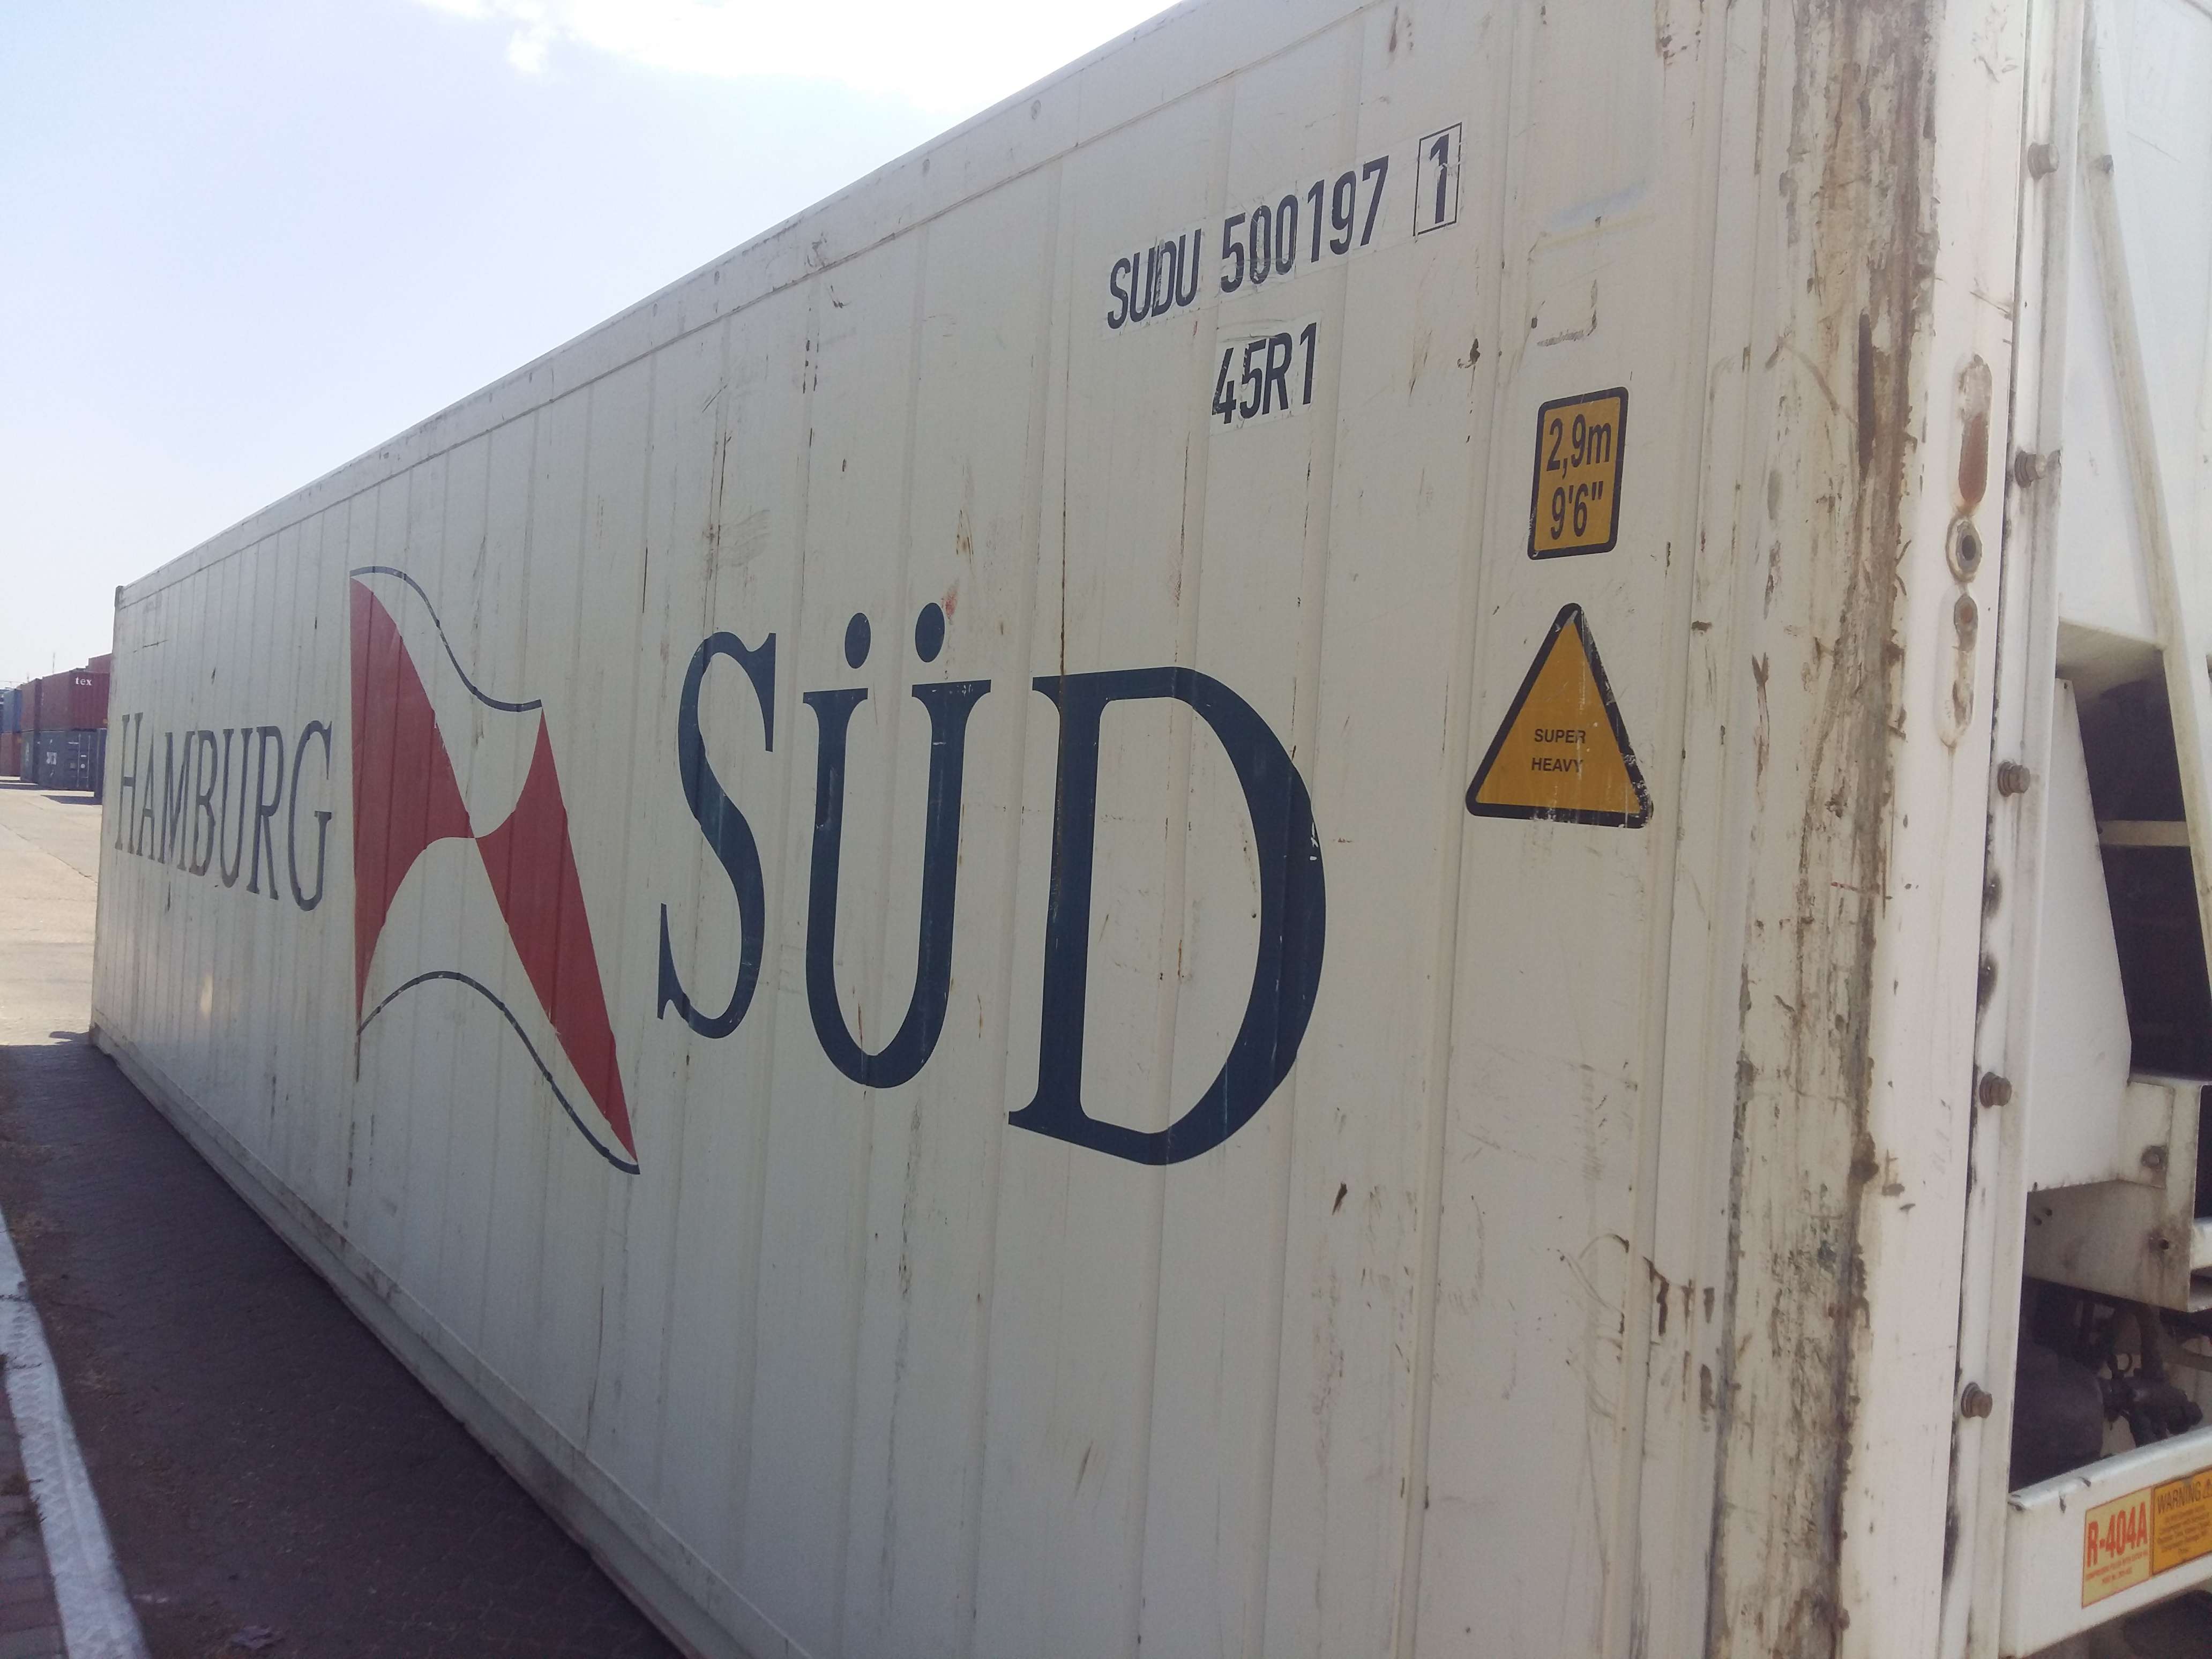 SUDU 500197 1
45R1
2,9m
9'6"
HAMBURG SÜD
SUPER
HEAVY
tex
R-404A
WARNING